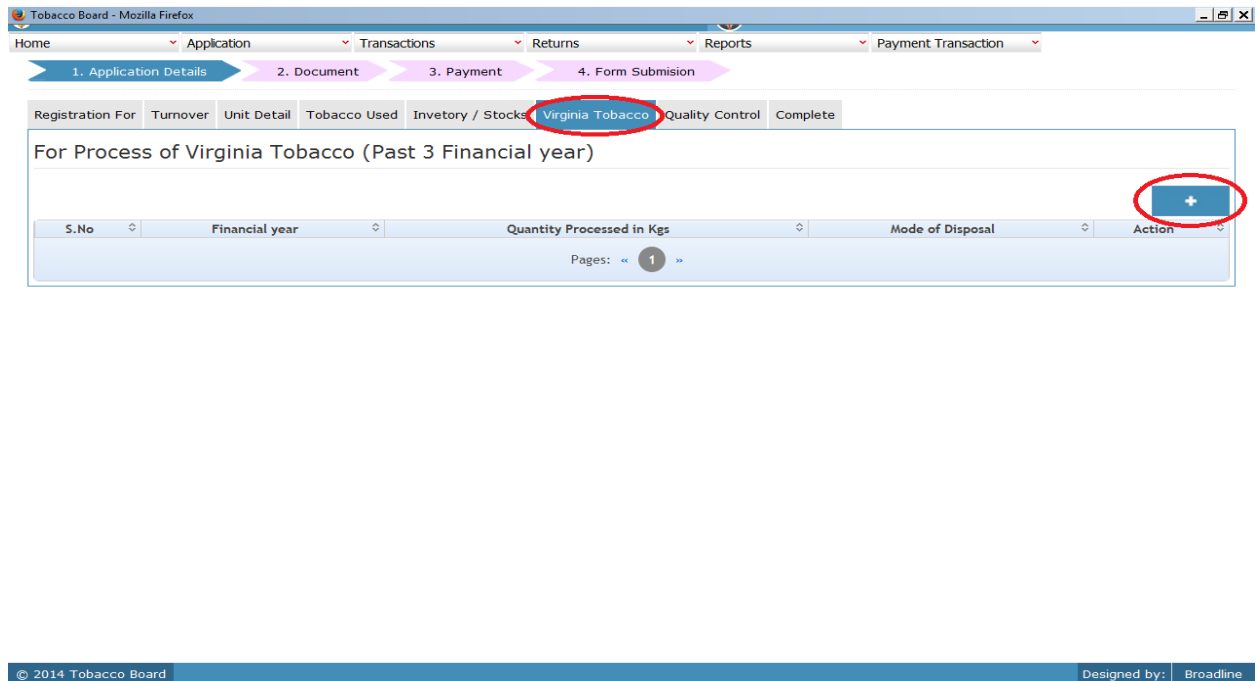 Tobacco Board - Mozilla Firefox
Home Application Transactions Returns Reports Payment Transaction
1. Application Details 2. Document 3. Payment 4. Form Submision
Registration For Turnover Unit Detail Tobacco Used Invetory / Stocks Virginia Tobacco Quality Control Complete
For Process of Virginia Tobacco (Past 3 Financial year)
+
S.No Financial year Quantity Processed in Kgs Mode of Disposal Action
Pages: « 1 »
© 2014 Tobacco Board Designed by: Broadline